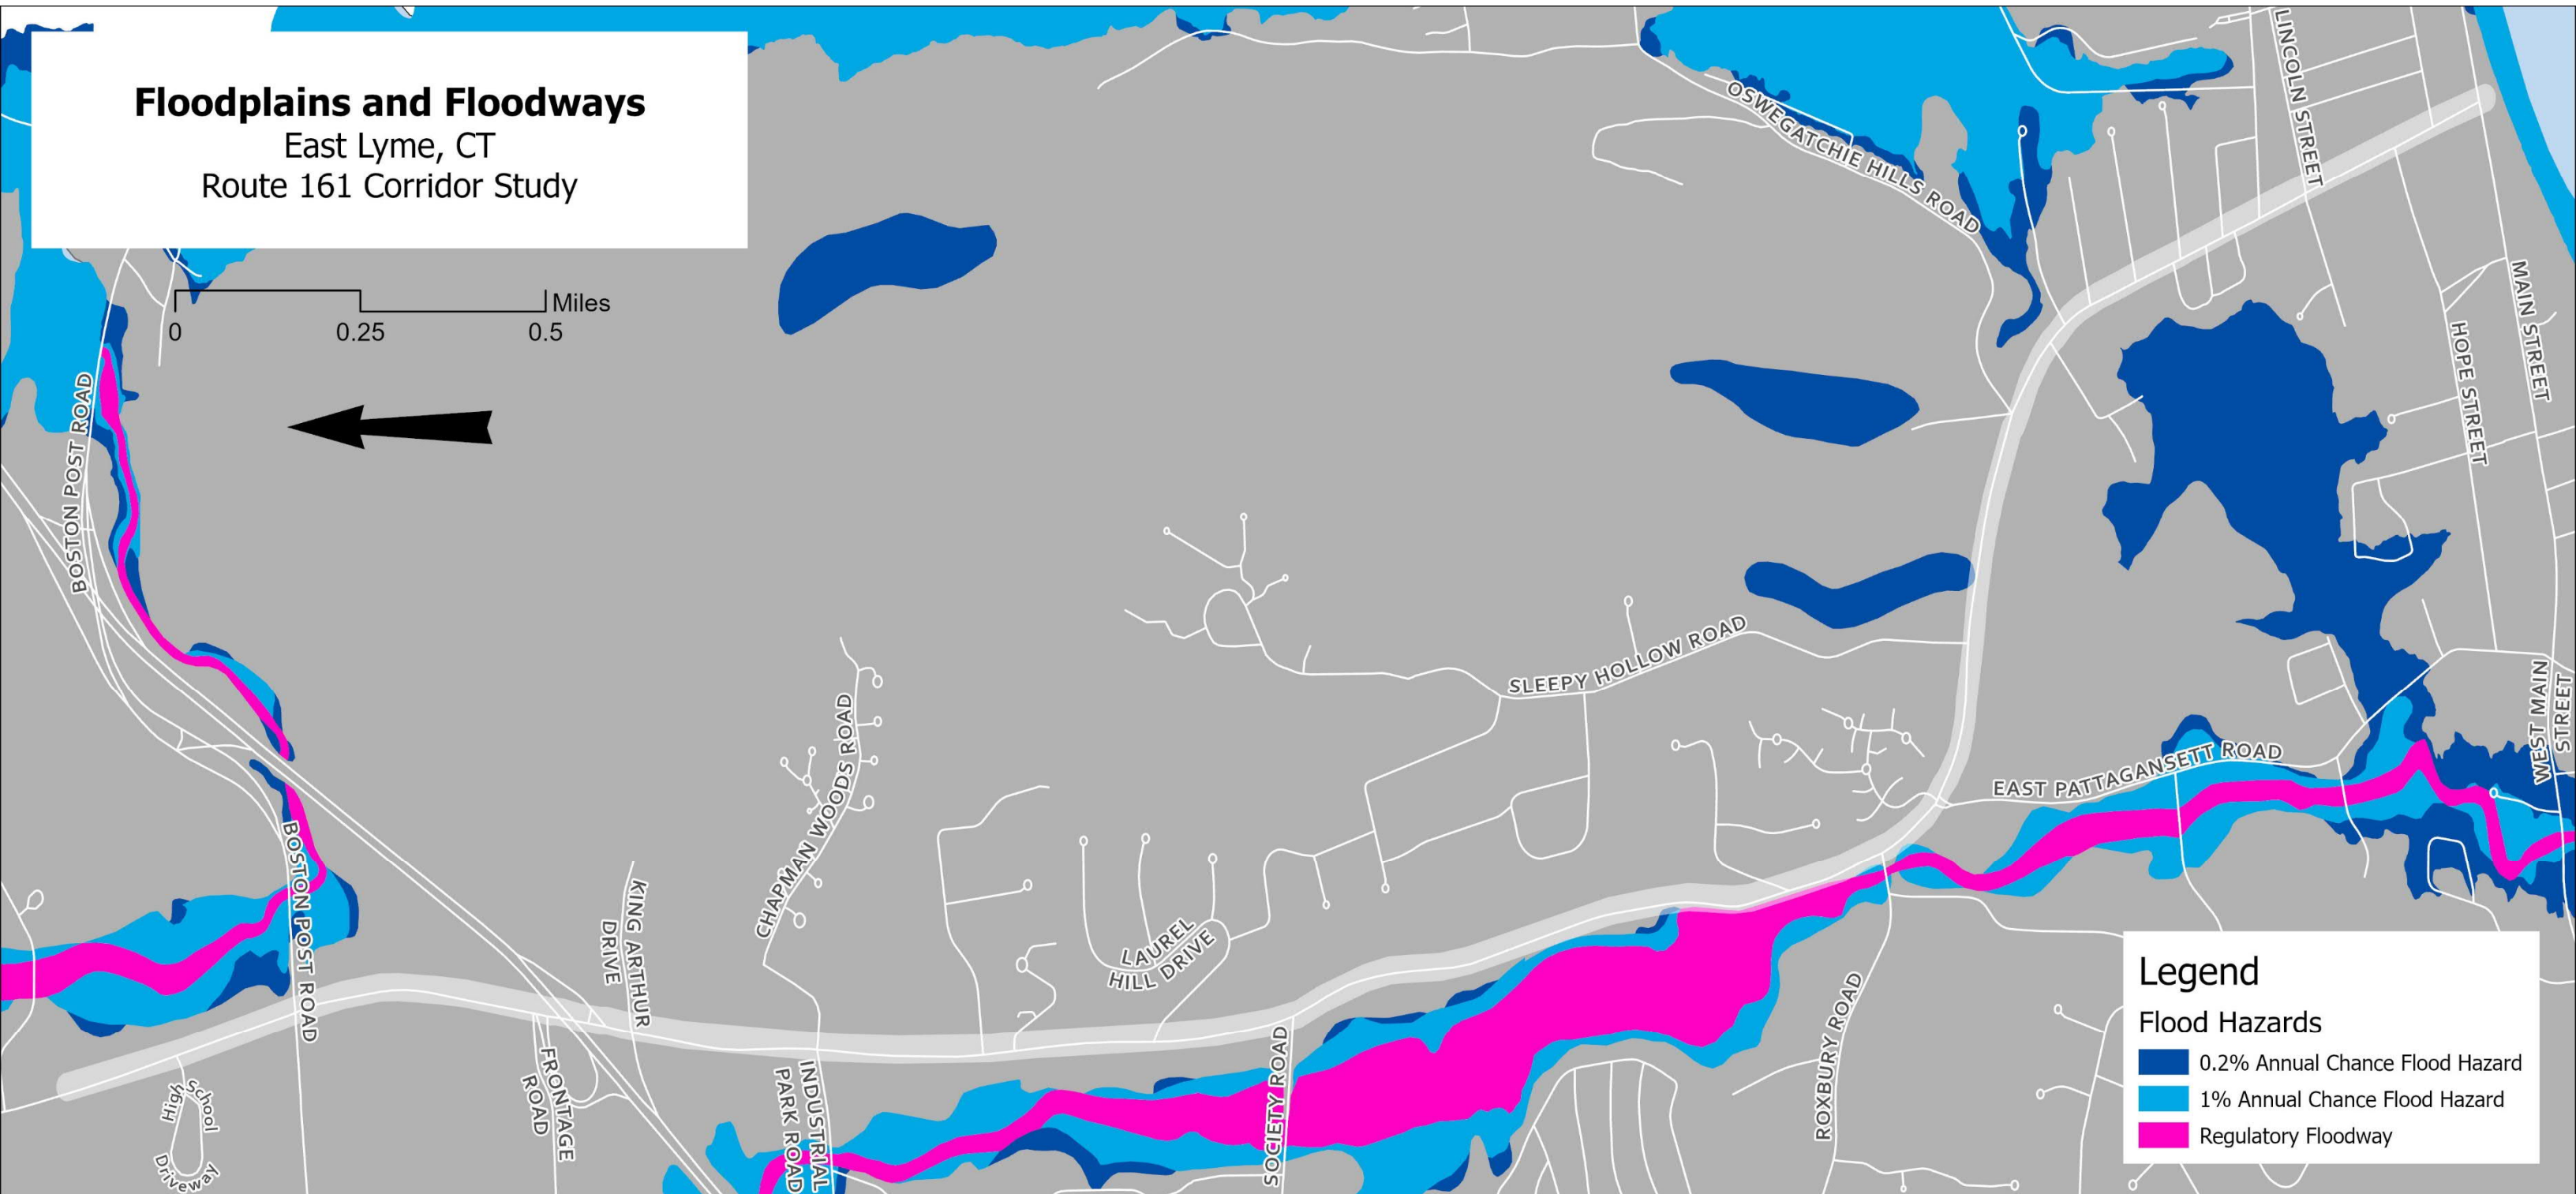 Floodplains and Floodways
East Lyme, CT
Route 161 Corridor Study
Miles
0
0.25
0.5
LINCOLN STREET
OSWEGATCHIE HILLS ROAD
MAIN STREET
HOPE STREET
BOSTON POST ROAD
SLEEPY HOLLOW ROAD
WEST MAIN
STREET
CHAPMAN WOODS ROAD
EAST PATTAGANSETT ROAD
BOSTON POST ROAD
KING ARTHUR
DRIVE
LAUREL
HILL DRIVE
ROXBURY ROAD
SOCIETY ROAD
FRONTAGE
ROAD
INDUSTRIAL
PARK ROAD
High School
Driveway
Legend
Flood Hazards
0.2% Annual Chance Flood Hazard
1% Annual Chance Flood Hazard
Regulatory Floodway